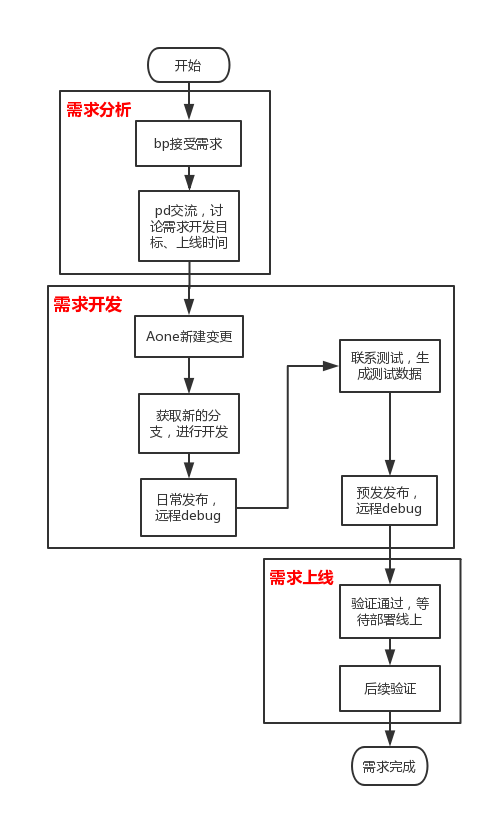 开始
需求分析
bp接受需求
pd交流，讨
论需求开发目
标、上线时间
需求开发
Aone新建变更
获取新的分
支，进行开发
日常发布，
远程debug
联系测试，生
成测试数据
预发发布，
远程debug
需求上线
验证通过，等
待部署线上
后续验证
需求完成